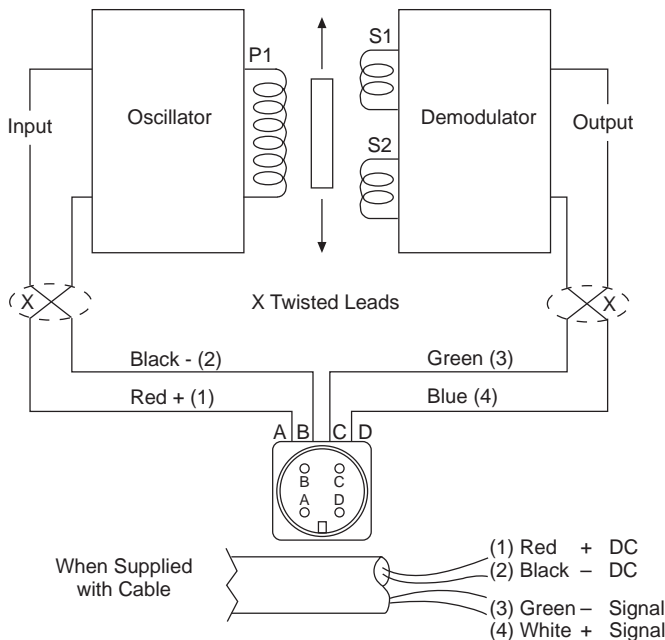 S1
P1
Input
Oscillator
Demodulator
Output
S2
X
X Twisted Leads
X
Black - (2)
Green (3)
Red + (1)
Blue (4)
A B C D
B C
A D
When Supplied
with Cable
(1) Red + DC
(2) Black – DC
(3) Green – Signal
(4) White + Signal